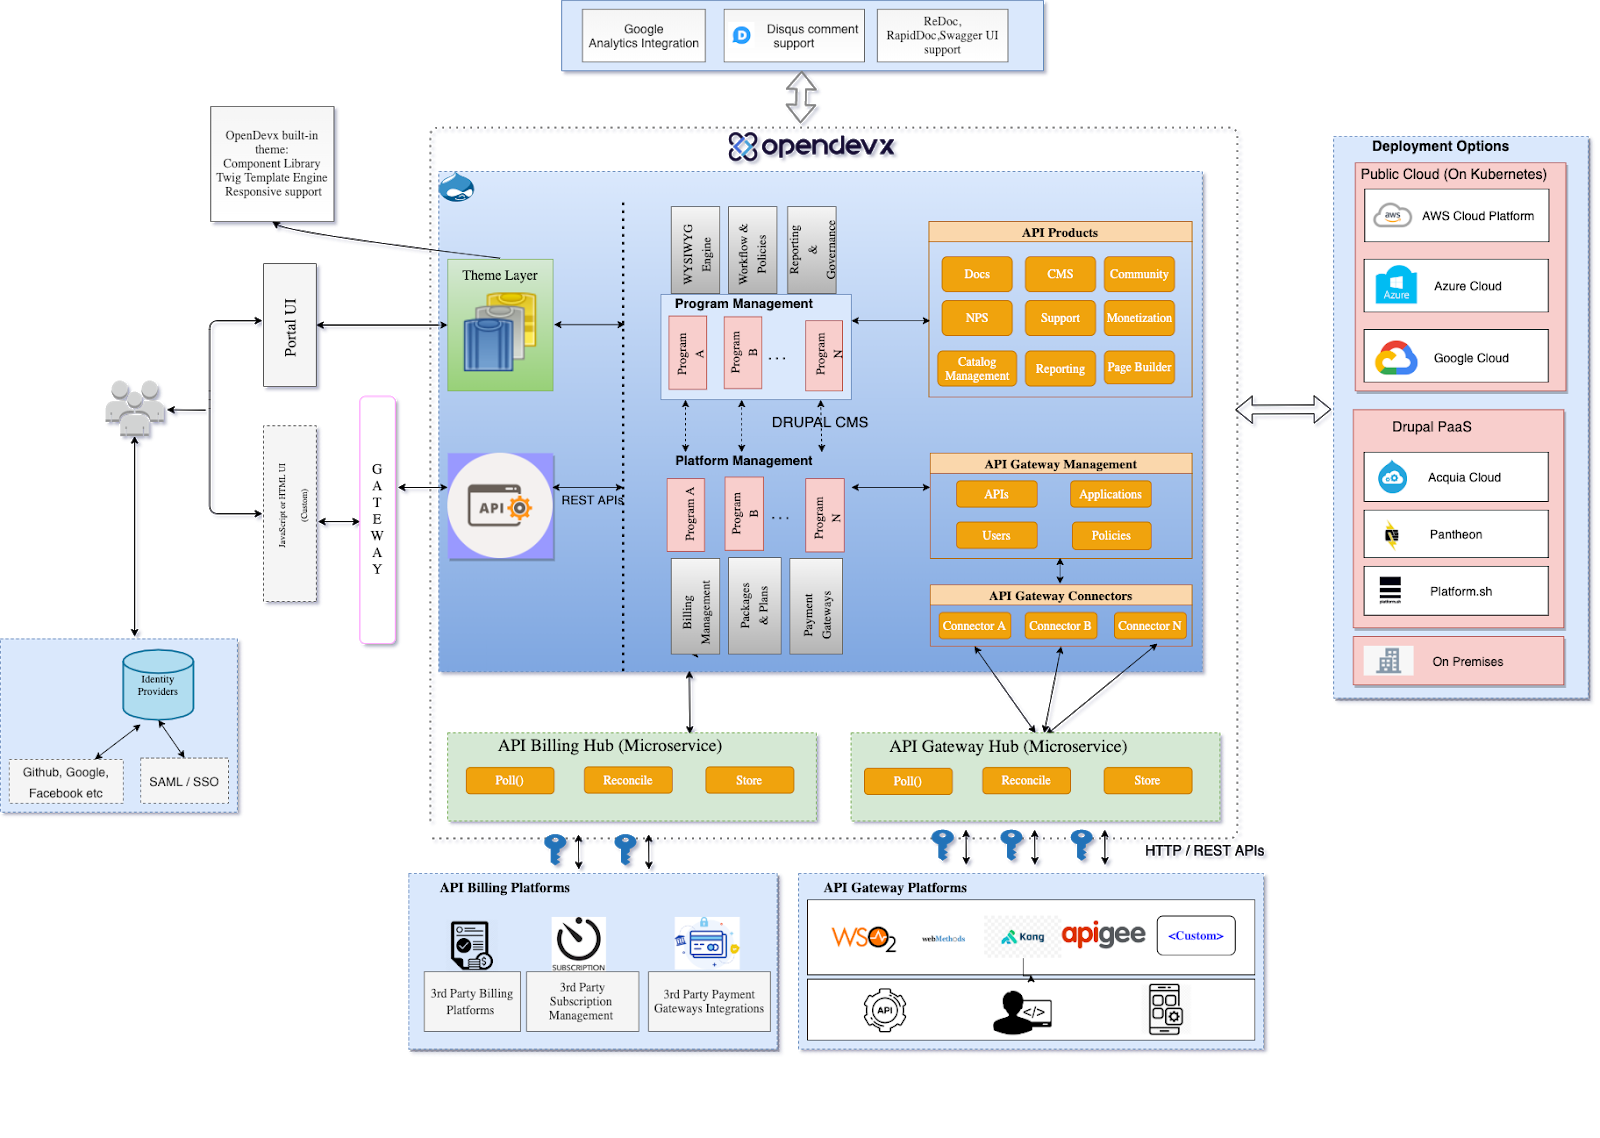 Google
Analytics Integration
Disqus comment
support
ReDoc,
RapidDoc,Swagger UI
support
OpenDevx built-in
theme:
Component Library
Twig Template Engine
Responsive support
opendevx
Deployment Options
Public Cloud (On Kubernetes)
aws
AWS Cloud Platform
Azure
Azure Cloud
Google Cloud
Drupal PaaS
Acquia Cloud
Pantheon
platform.sh
Platform.sh
On Premises
Portal UI
JavaScript or HTML UI
(Custom)
GATEWAY
Theme Layer
API
REST APIs
WYSIWYG
Engine
Workflow &
Policies
Reporting
&
Governance
Program Management
Program
A
Program
B
...
Program
N
DRUPAL CMS
Platform Management
Program A
Program
B
...
Program
N
Billing
Management
Packages
& Plans
Payment
Gateways
API Products
Docs
CMS
Community
NPS
Support
Monetization
Catalog
Management
Reporting
Page Builder
API Gateway Management
APIs
Applications
Users
Policies
API Gateway Connectors
Connector A
Connector B
Connector N
Identity
Providers
Github, Google,
Facebook etc
SAML / SSO
API Billing Hub (Microservice)
Poll()
Reconcile
Store
API Gateway Hub (Microservice)
Poll()
Reconcile
Store
HTTP / REST APIs
API Billing Platforms
SUBSCRIPTION
3rd Party Billing
Platforms
3rd Party
Subscription
Management
3rd Party Payment
Gateways Integrations
API Gateway Platforms
WSO2
webMethods
Kong
apigee
<Custom>
API
</>